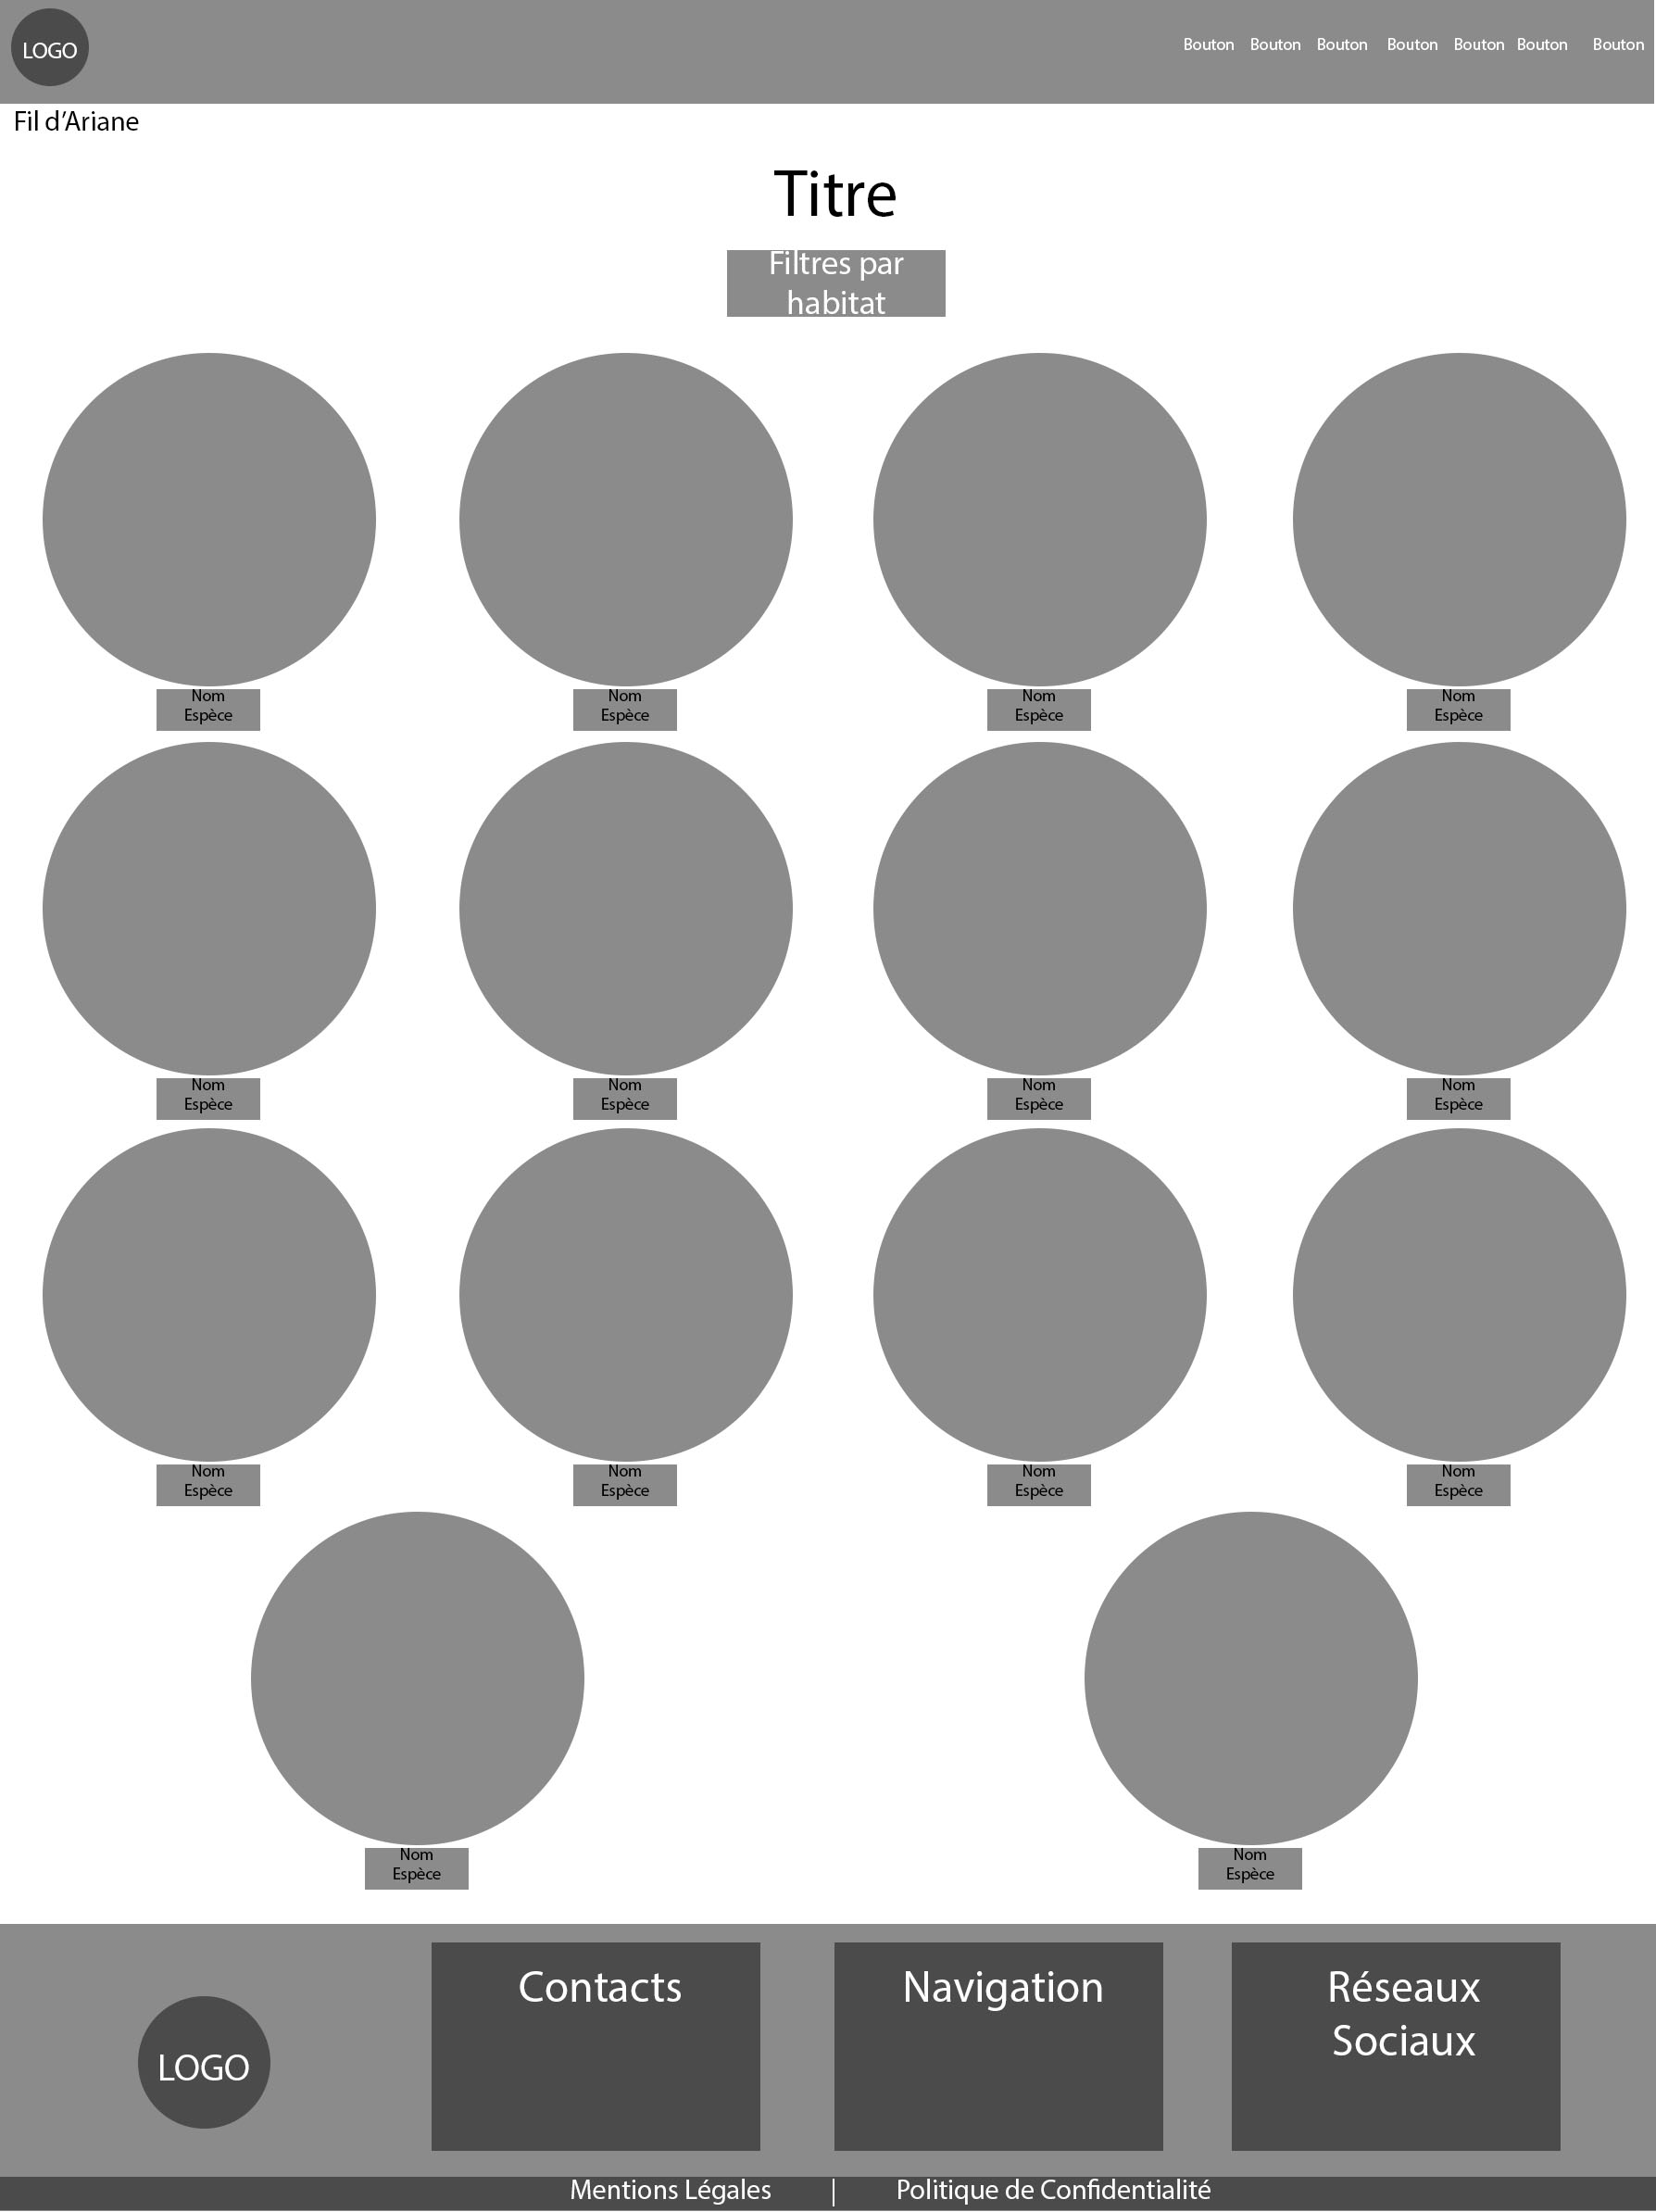 LOGO
Bouton Bouton Bouton Bouton Bouton Bouton Bouton
Fil d’Ariane
Titre
Filtres par
habitat
Nom
Espèce
Nom
Espèce
Nom
Espèce
Nom
Espèce
Nom
Espèce
Nom
Espèce
Nom
Espèce
Nom
Espèce
Nom
Espèce
Nom
Espèce
Nom
Espèce
Nom
Espèce
Nom
Espèce
Nom
Espèce
LOGO
Contacts
Navigation
Réseaux
Sociaux
Mentions Légales | Politique de Confidentialité